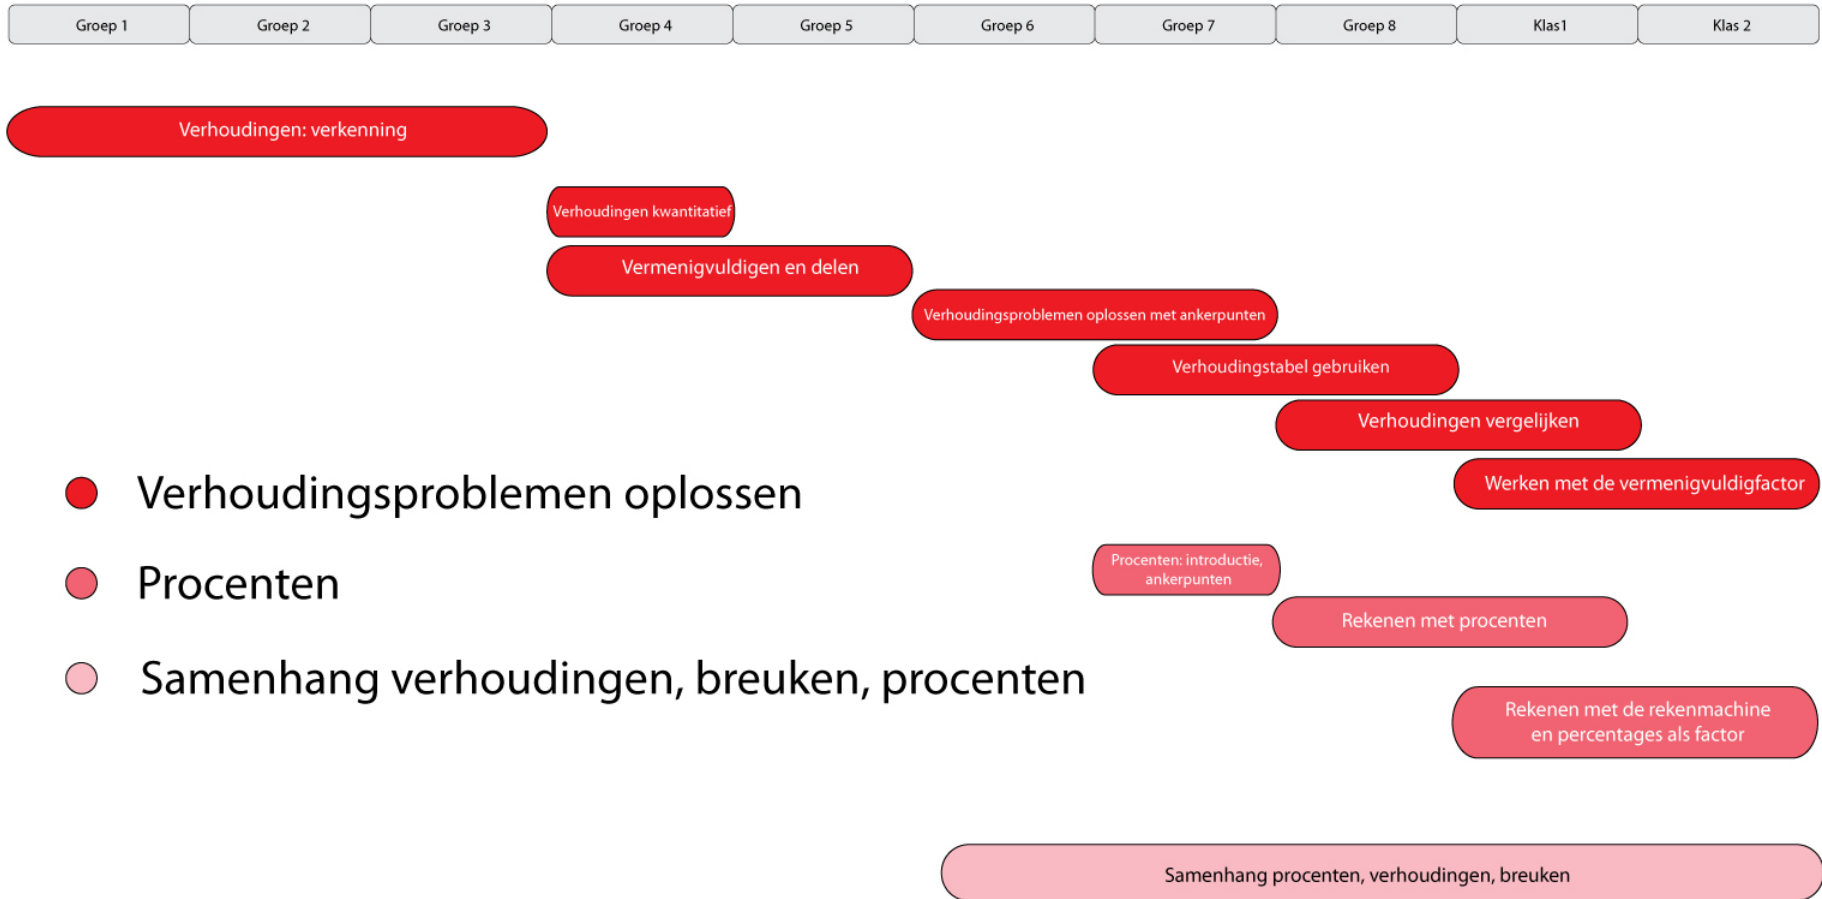 Groep 1
Groep 2
Groep 3
Groep 4
Groep 5
Groep 6
Groep 7
Groep 8
Klas1
Klas 2
Verhoudingen: verkenning
Verhoudingen kwantitatief
Vermenigvuldigen en delen
Verhoudingsproblemen oplossen met ankerpunten
Verhoudingstabel gebruiken
Verhoudingen vergelijken
Werken met de vermenigvuldigfactor
Verhoudingsproblemen oplossen
Procenten
Samenhang verhoudingen, breuken, procenten
Procenten: introductie,
ankerpunten
Rekenen met procenten
Rekenen met de rekenmachine
en percentages als factor
Samenhang procenten, verhoudingen, breuken